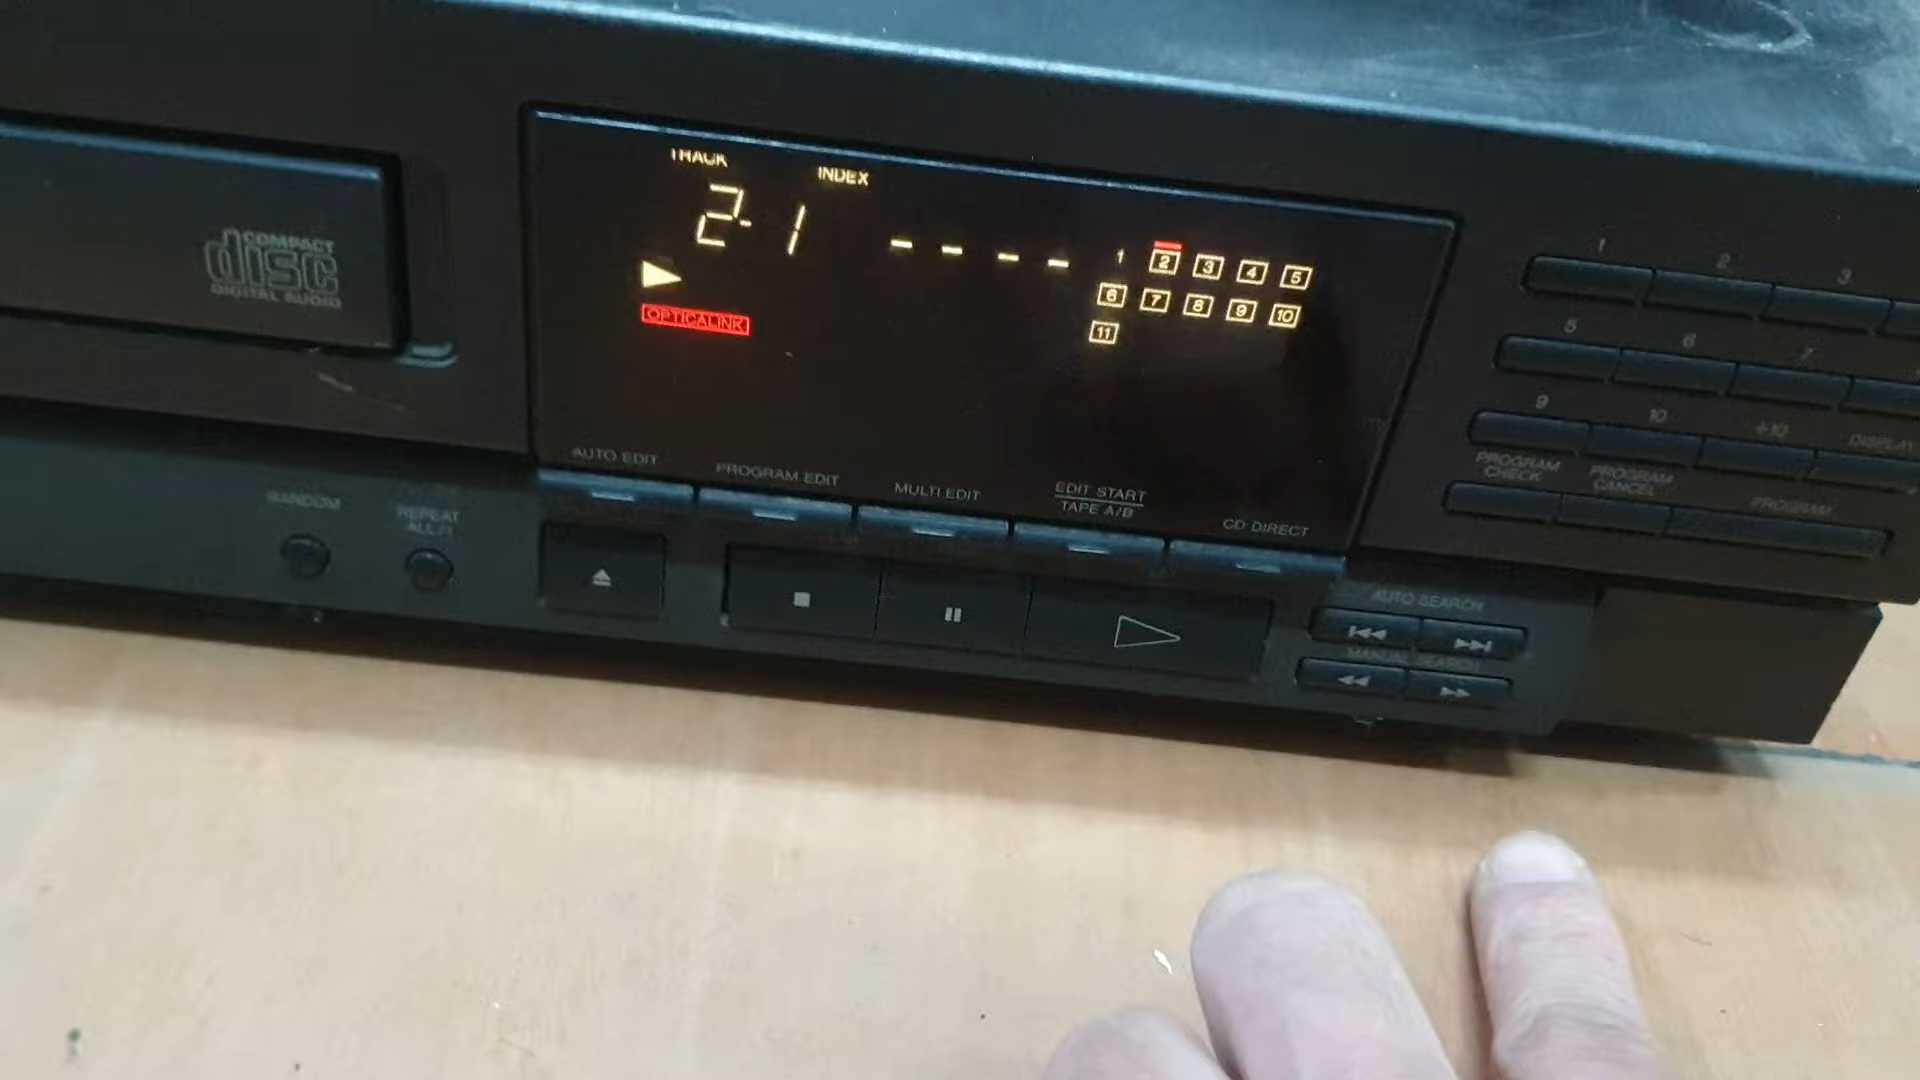 TRACK
INDEX
2-1 - - - -
1 2 3 4 5
6 7 8 9 10
11
OPTICALINK
COMPACT
disc
DIGITAL AUDIO
1 2 3
5 6 7
9 10 +10 DISPLAY
PROGRAM CHECK
PROGRAM CANCEL
PROGRAM
AUTO EDIT
PROGRAM EDIT
MULTI EDIT
EDIT START
TAPE A/B
CD DIRECT
RANDOM
REPEAT
ALL/1
AUTO SEARCH
MANUAL SEARCH